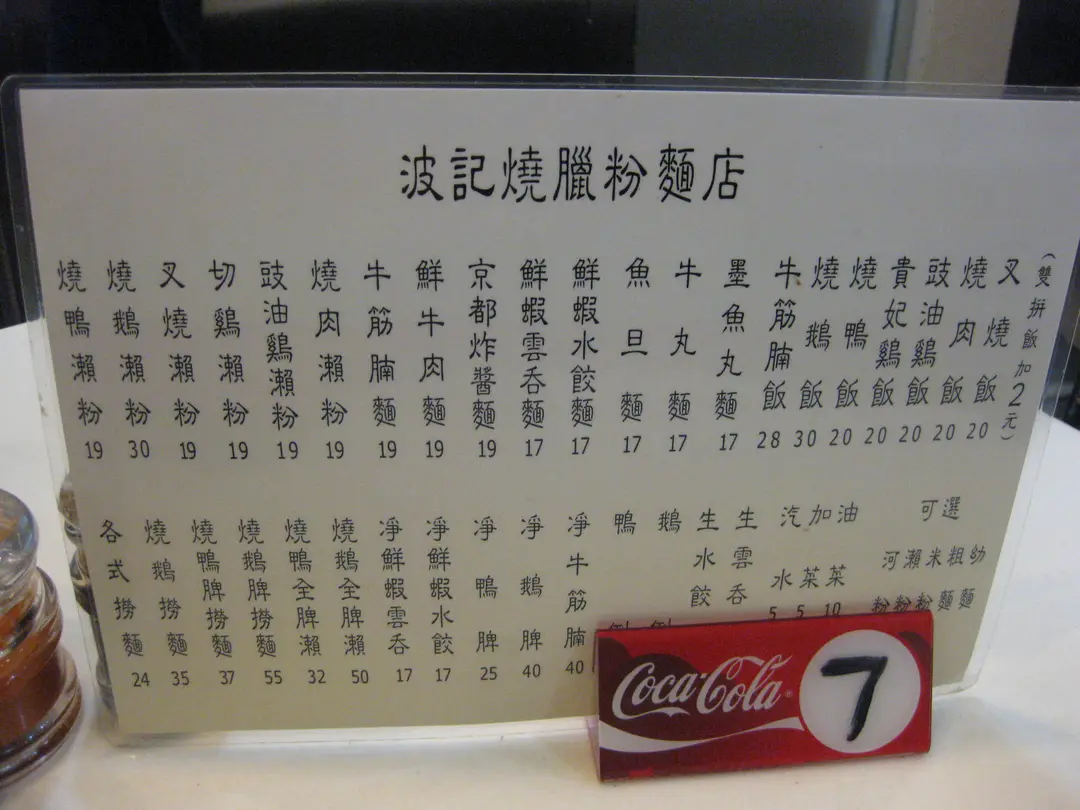 波記燒臘粉麵店
(雙拼飯加2元)
叉燒飯 20
燒肉飯 20
豉油鷄飯 20
貴妃鷄飯 20
燒鴨飯 20
燒鵝飯 30
牛筋腩飯 28
墨魚丸麵 17
牛丸麵 17
魚旦麵 17
鮮蝦水餃麵 17
鮮蝦雲吞麵 17
京都炸醬麵 19
鮮牛肉麵 19
牛筋腩麵 19
燒肉瀨粉 19
豉油鷄瀨粉 19
切鷄瀨粉 19
叉燒瀨粉 19
燒鵝瀨粉 30
燒鴨瀨粉 19
可選
幼麵
粗麵
米粉
瀨粉
河粉
油菜 10
加菜 5
汽水 5
生雲吞
生水餃
鵝
鴨
凈牛筋腩 40
凈鵝脾 40
凈鴨脾 25
凈鮮蝦水餃 17
凈鮮蝦雲吞 17
燒鵝全脾瀨 50
燒鴨全脾瀨 32
燒鵝脾撈麵 55
燒鴨脾撈麵 37
燒鵝撈麵 35
各式撈麵 24
Coca-Cola
7